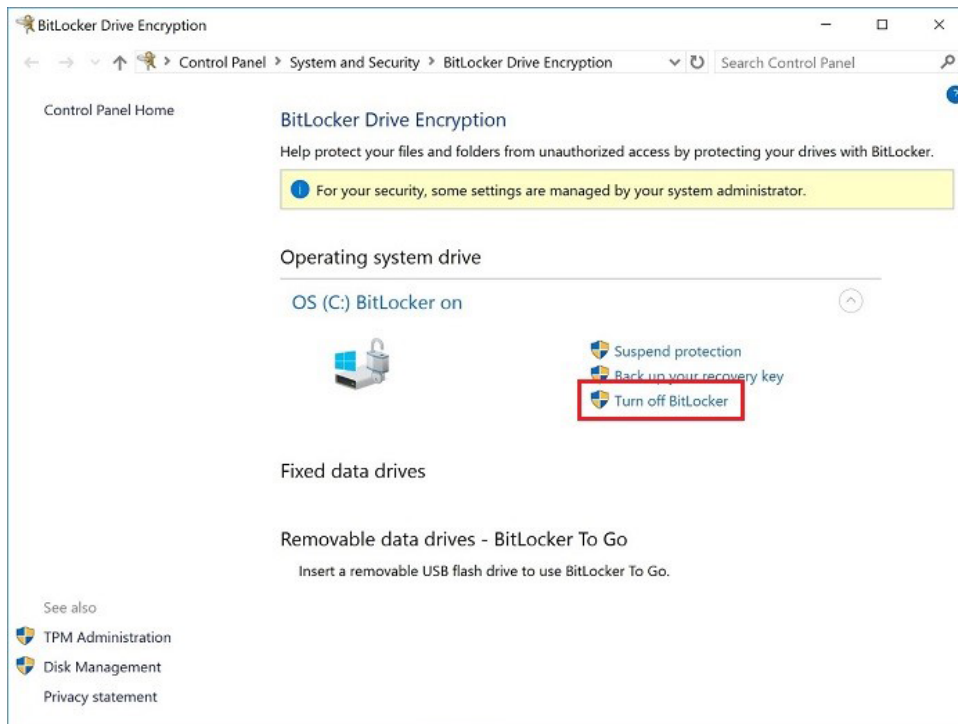 BitLocker Drive Encryption
Control Panel > System and Security > BitLocker Drive Encryption
Search Control Panel
Control Panel Home
?
BitLocker Drive Encryption
Help protect your files and folders from unauthorized access by protecting your drives with BitLocker.
For your security, some settings are managed by your system administrator.
Operating system drive
OS (C:) BitLocker on
Suspend protection
Back up your recovery key
Turn off BitLocker
Fixed data drives
Removable data drives - BitLocker To Go
Insert a removable USB flash drive to use BitLocker To Go.
See also
TPM Administration
Disk Management
Privacy statement